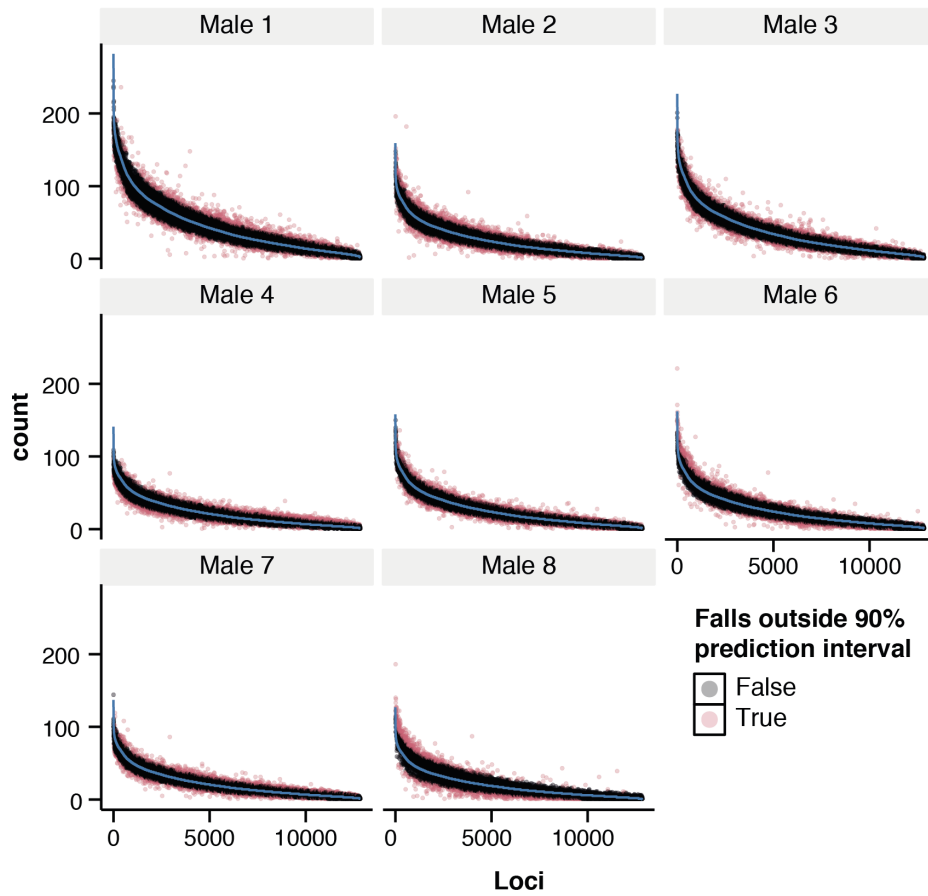 Male 1 Male 2 Male 3
200
100
0
Male 4 Male 5 Male 6
200
100
0
count
0 5000 10000
Male 7 Male 8
200
100
0
Falls outside 90%
prediction interval
False
True
0 5000 10000 0 5000 10000
Loci